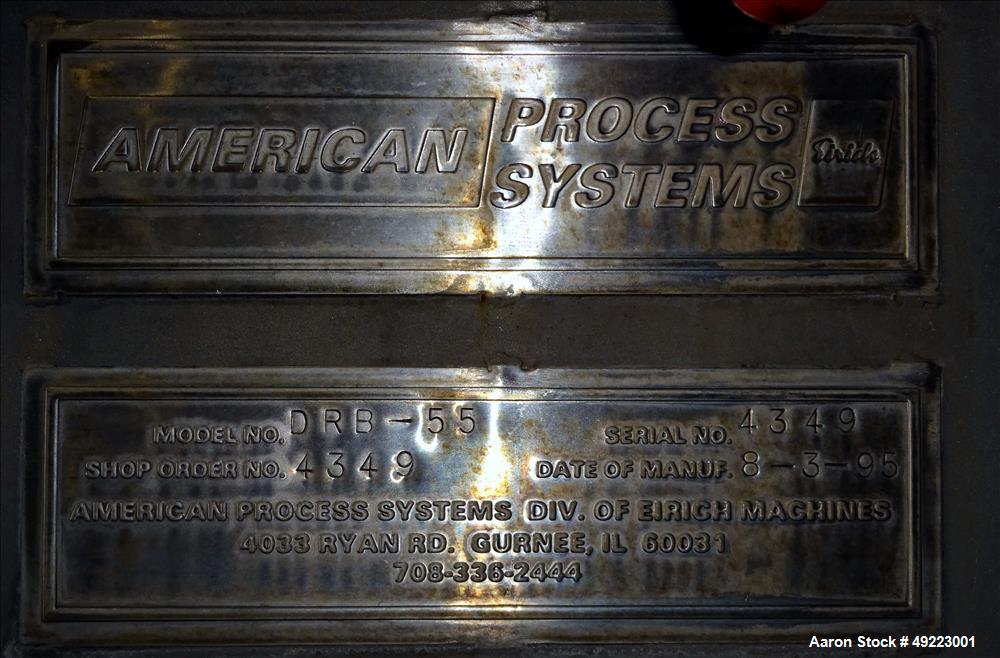 AMERICAN PROCESS SYSTEMS Eirich
MODEL NO. DRB-55 SERIAL NO. 4349
SHOP ORDER NO. 4349 DATE OF MANUF. 8-3-95
AMERICAN PROCESS SYSTEMS DIV. OF EIRICH MACHINES
4033 RYAN RD. GURNEE, IL 60031
708-336-2444
Aaron Stock # 49223001